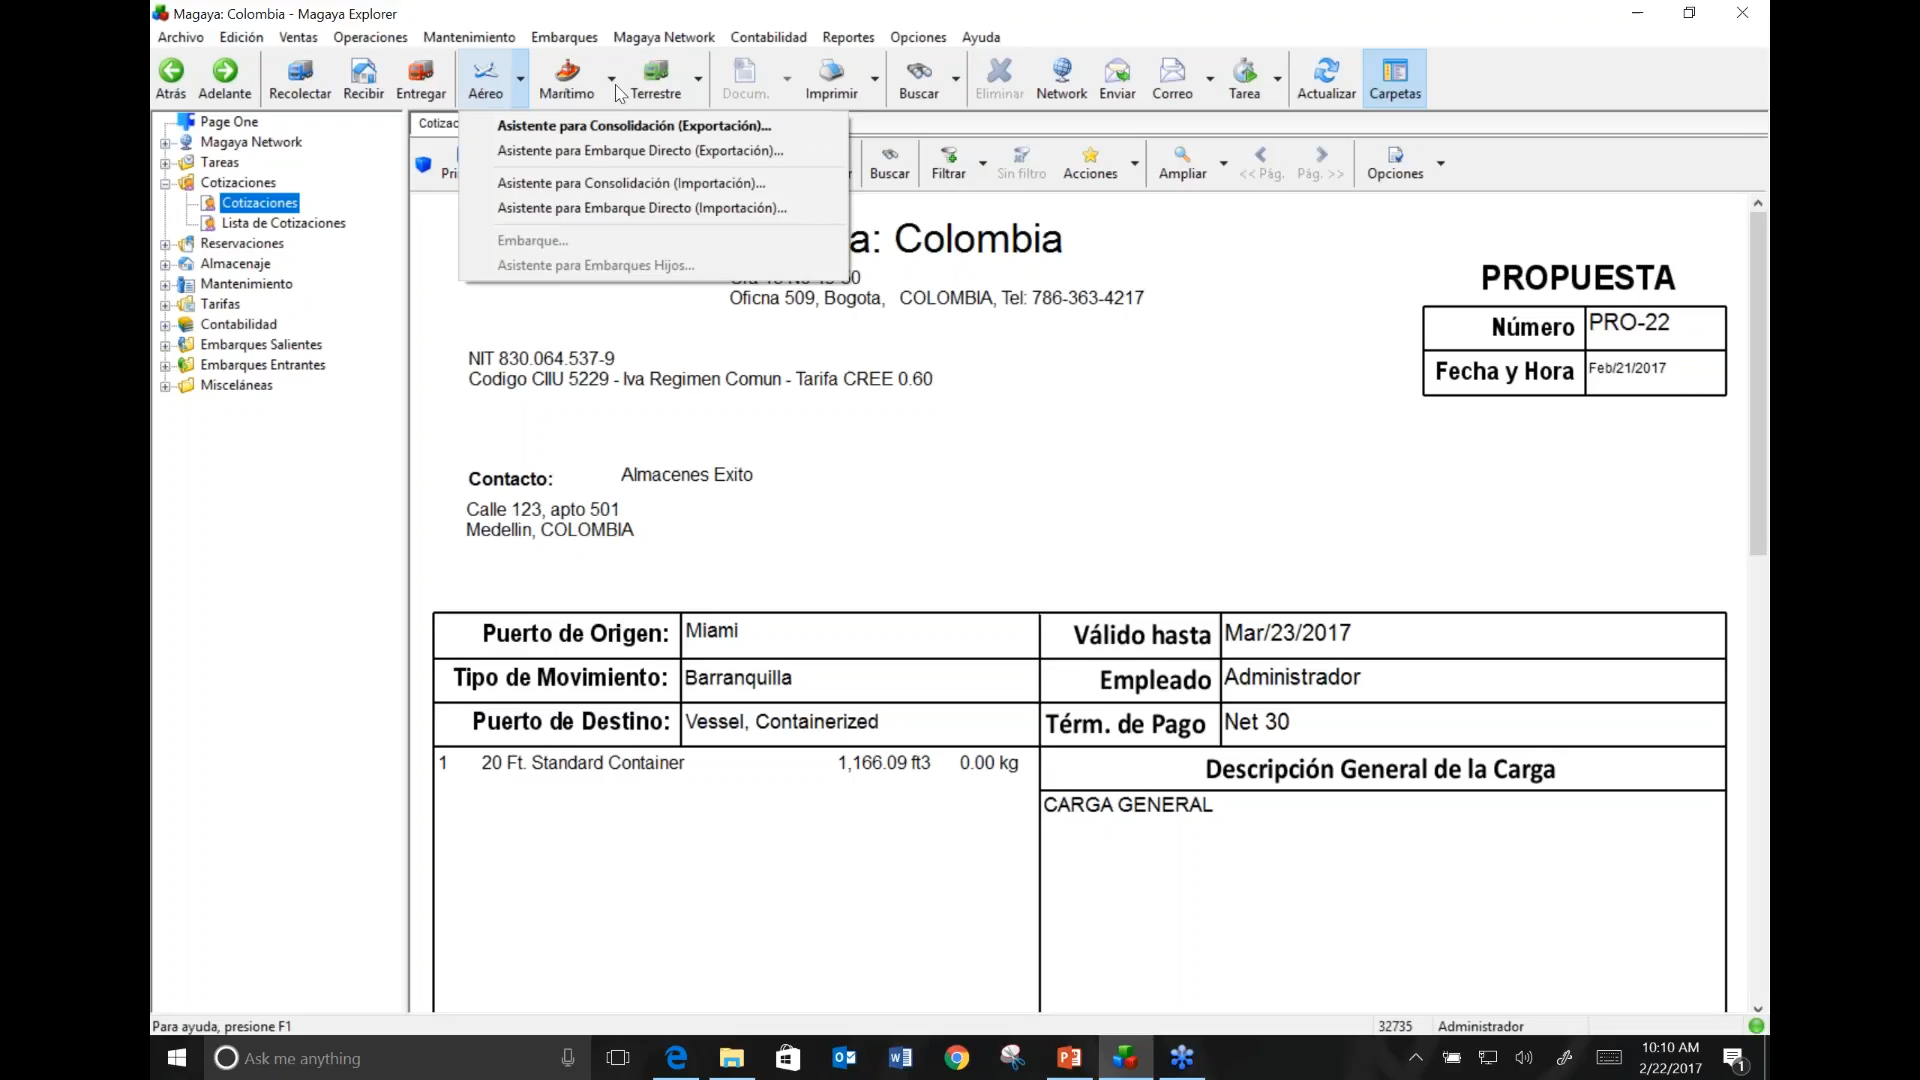 Magaya: Colombia - Magaya Explorer
Archivo Edición Ventas Operaciones Mantenimiento Embarques Magaya Network Contabilidad Reportes Opciones Ayuda
Atrás Adelante Recolectar Recibir Entregar Aéreo Marítimo Terrestre Docum. Imprimir Buscar Eliminar Network Enviar Correo Tarea Actualizar Carpetas
Page One
Magaya Network
Tareas
Cotizaciones
Cotizaciones
Lista de Cotizaciones
Reservaciones
Almacenaje
Mantenimiento
Tarifas
Contabilidad
Embarques Salientes
Embarques Entrantes
Misceláneas
Asistente para Consolidación (Exportación)...
Asistente para Embarque Directo (Exportación)...
Asistente para Consolidación (Importación)...
Asistente para Embarque Directo (Importación)...
Embarque...
Asistente para Embarques Hijos...
Buscar Filtrar Sin filtro Acciones Ampliar << Pág. Pág. >> Opciones
a: Colombia
Oficna 509, Bogota, COLOMBIA, Tel: 786-363-4217
PROPUESTA
Número PRO-22
Fecha y Hora Feb/21/2017
NIT 830.064.537-9
Codigo CIIU 5229 - Iva Regimen Comun - Tarifa CREE 0.60
Contacto: Almacenes Exito
Calle 123, apto 501
Medellin, COLOMBIA
Puerto de Origen: Miami Válido hasta Mar/23/2017
Tipo de Movimiento: Barranquilla Empleado Administrador
Puerto de Destino: Vessel, Containerized Térm. de Pago Net 30
1 20 Ft. Standard Container 1,166.09 ft3 0.00 kg
Descripción General de la Carga
CARGA GENERAL
Para ayuda, presione F1 32735 Administrador
Ask me anything
10:10 AM
2/22/2017
1